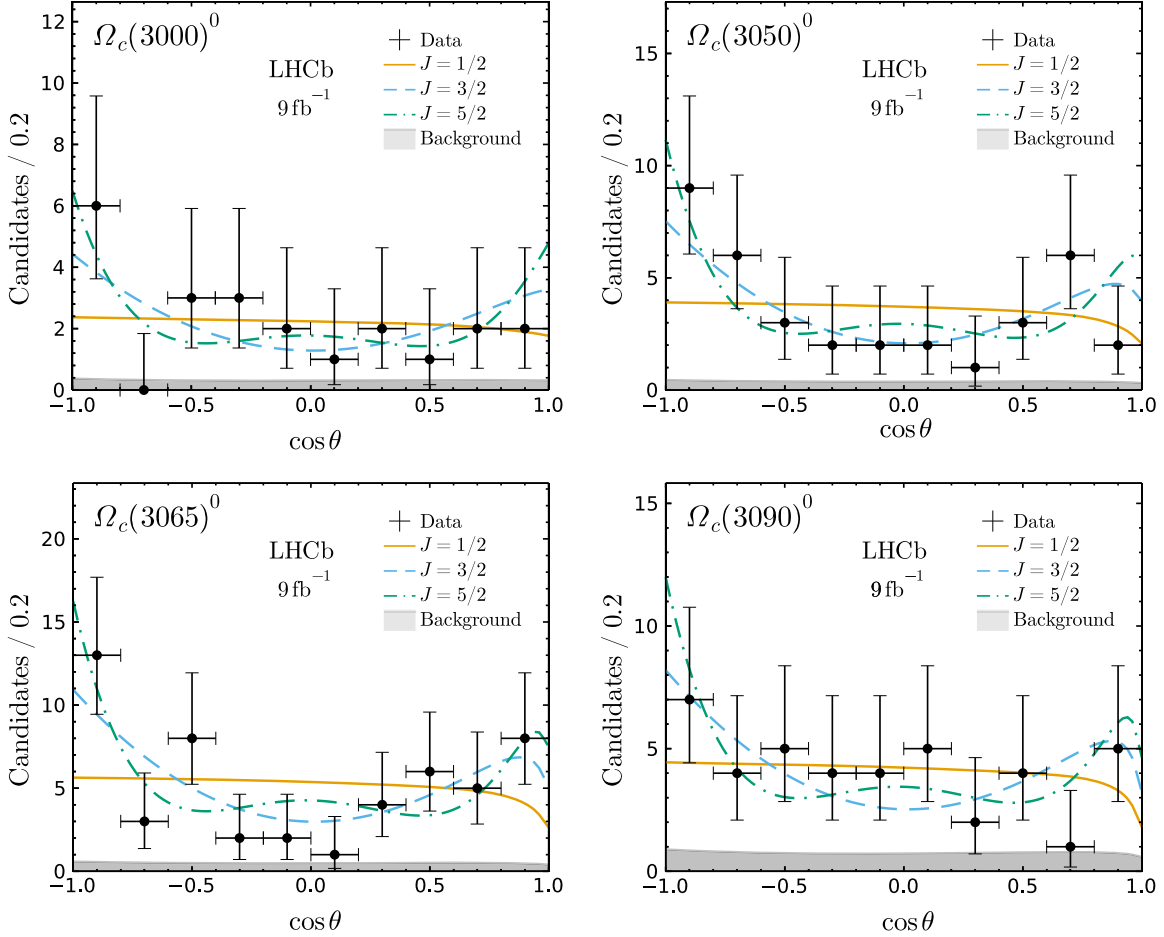 Ω_c(3000)^0
LHCb
9 fb^−1
Data
J = 1/2
J = 3/2
J = 5/2
Background
Candidates / 0.2
12
10
8
6
4
2
0
−1.0 −0.5 0.0 0.5 1.0
cos θ
Ω_c(3050)^0
LHCb
9 fb^−1
Data
J = 1/2
J = 3/2
J = 5/2
Background
Candidates / 0.2
15
10
5
0
−1.0 −0.5 0.0 0.5 1.0
cos θ
Ω_c(3065)^0
LHCb
9 fb^−1
Data
J = 1/2
J = 3/2
J = 5/2
Background
Candidates / 0.2
20
15
10
5
0
−1.0 −0.5 0.0 0.5 1.0
cos θ
Ω_c(3090)^0
LHCb
9 fb^−1
Data
J = 1/2
J = 3/2
J = 5/2
Background
Candidates / 0.2
15
10
5
0
−1.0 −0.5 0.0 0.5 1.0
cos θ